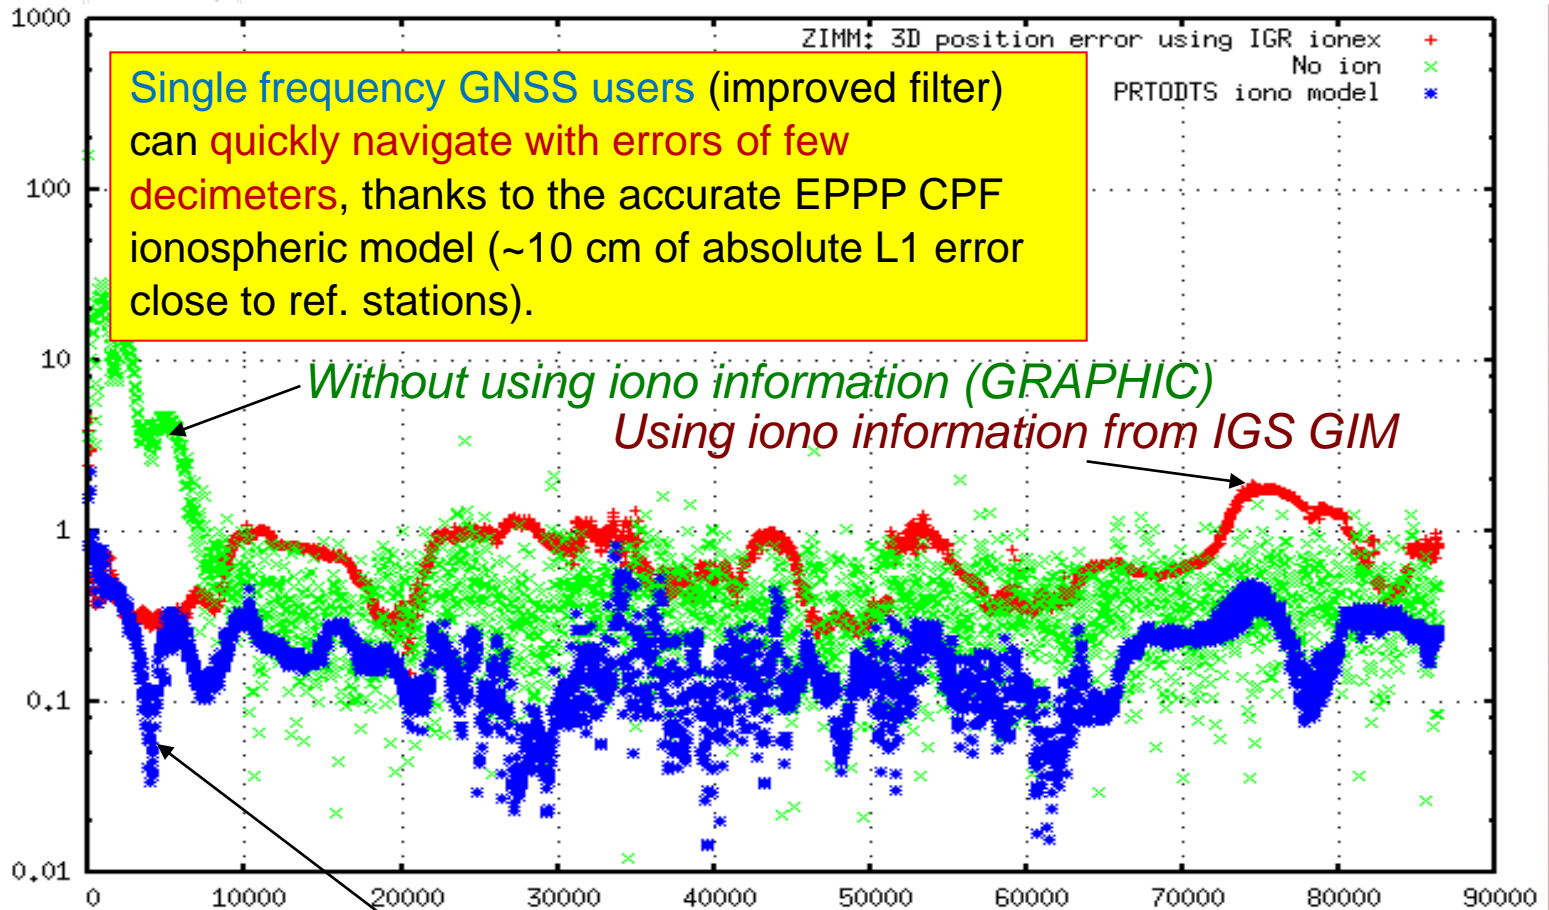 1000
ZIMM: 3D position error using IGR ionex
No ion
PRTODTS iono model
Single frequency GNSS users (improved filter)
can quickly navigate with errors of few
decimeters, thanks to the accurate EPPP CPF
ionospheric model (~10 cm of absolute L1 error
close to ref. stations).
100
10
Without using iono information (GRAPHIC)
Using iono information from IGS GIM
1
0.1
0.01
0 10000 20000 30000 40000 50000 60000 70000 80000 90000